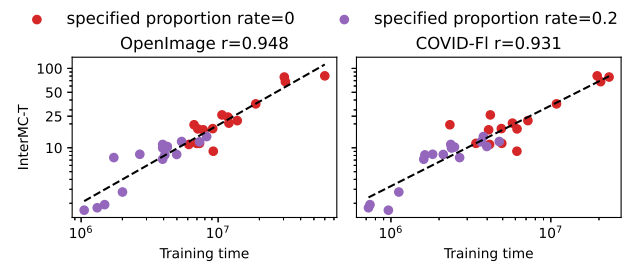 specified proportion rate=0
specified proportion rate=0.2
OpenImage r=0.948
COVID-Fl r=0.931
InterMC-T
100
50
25
10
10⁶
10⁷
10⁶
10⁷
Training time
Training time